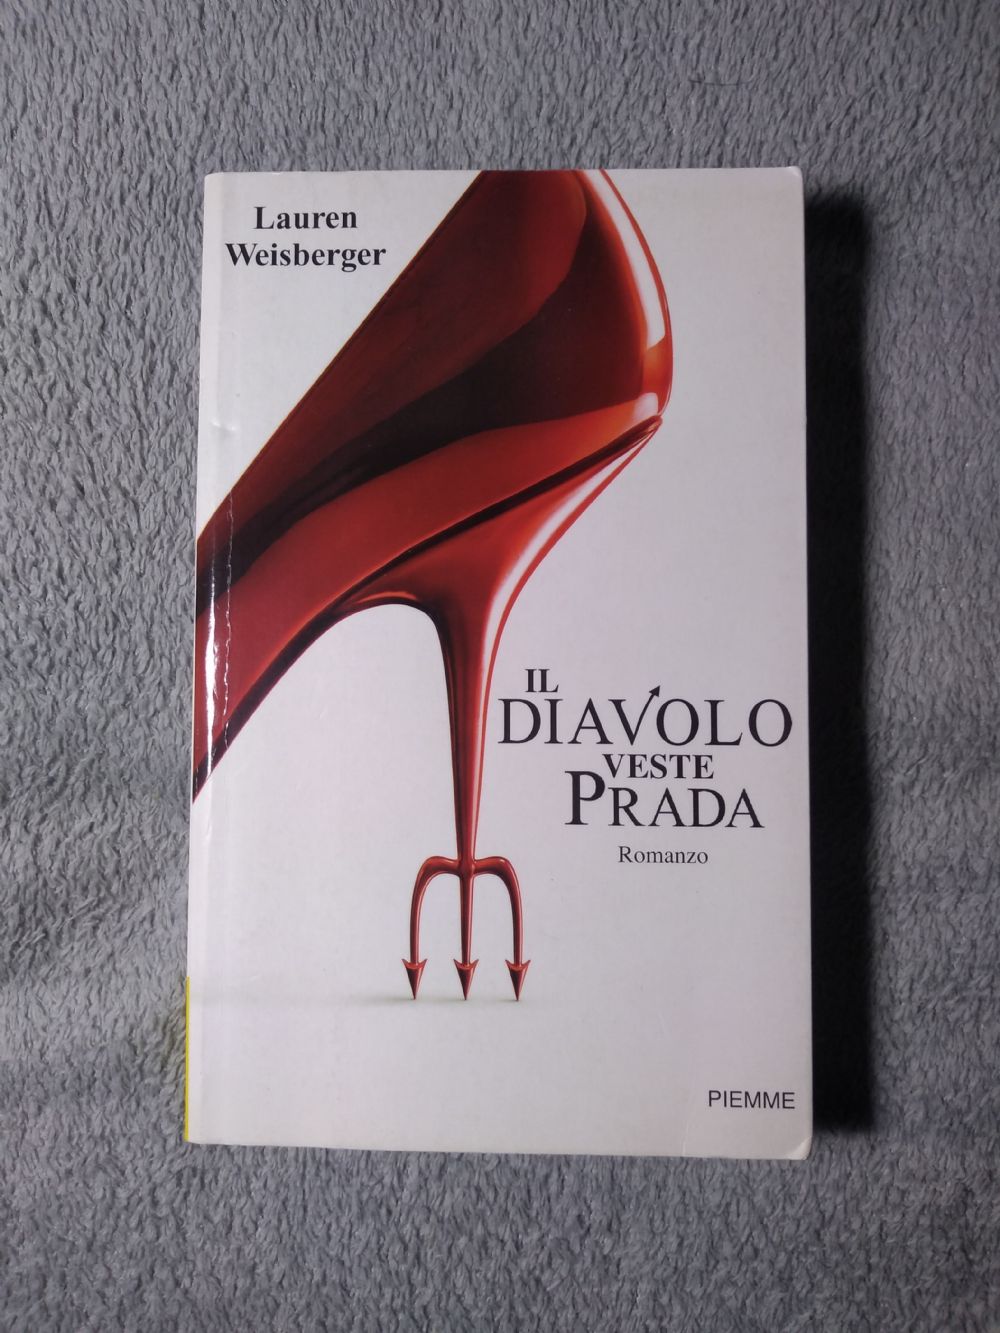 Lauren
Weisberger
IL
DIAVOLO
VESTE
PRADA
Romanzo
PIEMME